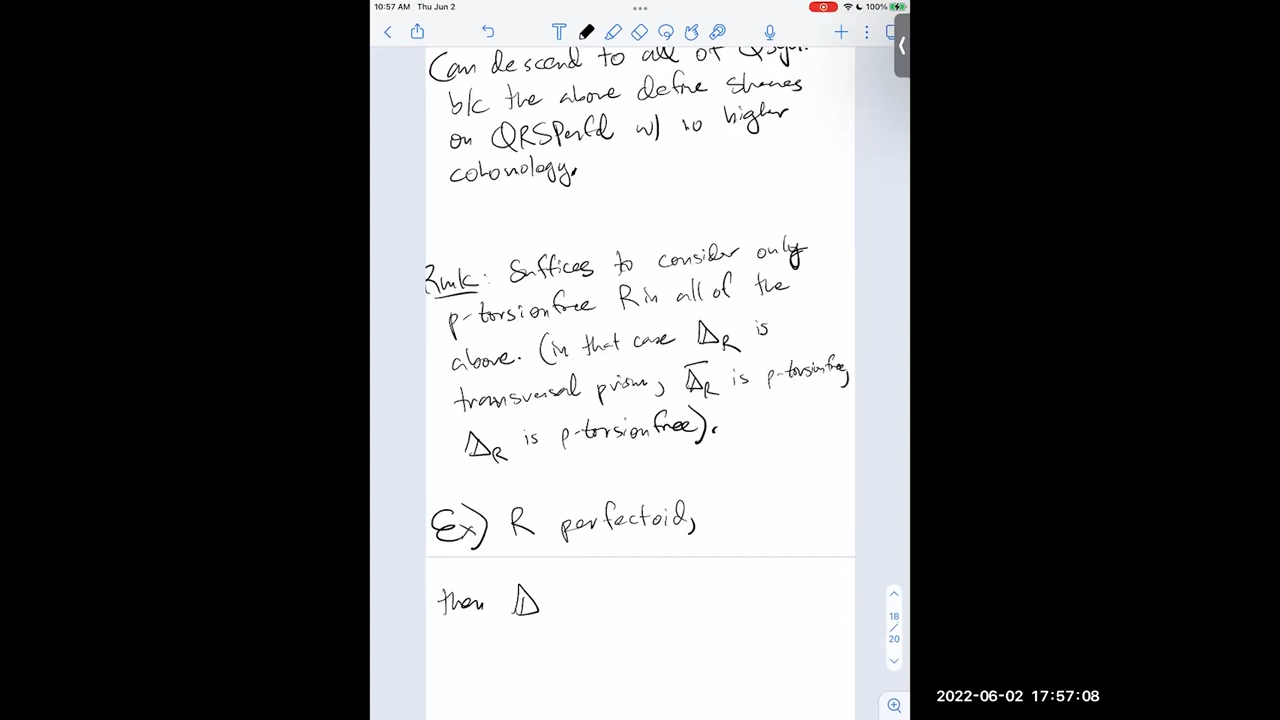 10:57 AM Thu Jun 2
100%
Can descend to all of QSyn.
b/c the above define sheaves
on QRSPerfd w/ no higher
cohomology.
Rmk: Suffices to consider only
p-torsionfree R in all of the
above. (in that case Δ_R is
transversal prism, Δ̅_R is p-torsionfree,
Δ_R is p-torsionfree).
Ex) R perfectoid,
then Δ
18
/
20
2022-06-02 17:57:08